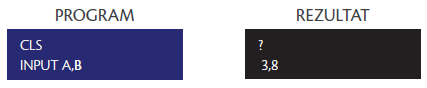 PROGRAM
REZULTAT
CLS
INPUT A,B
?
3,8